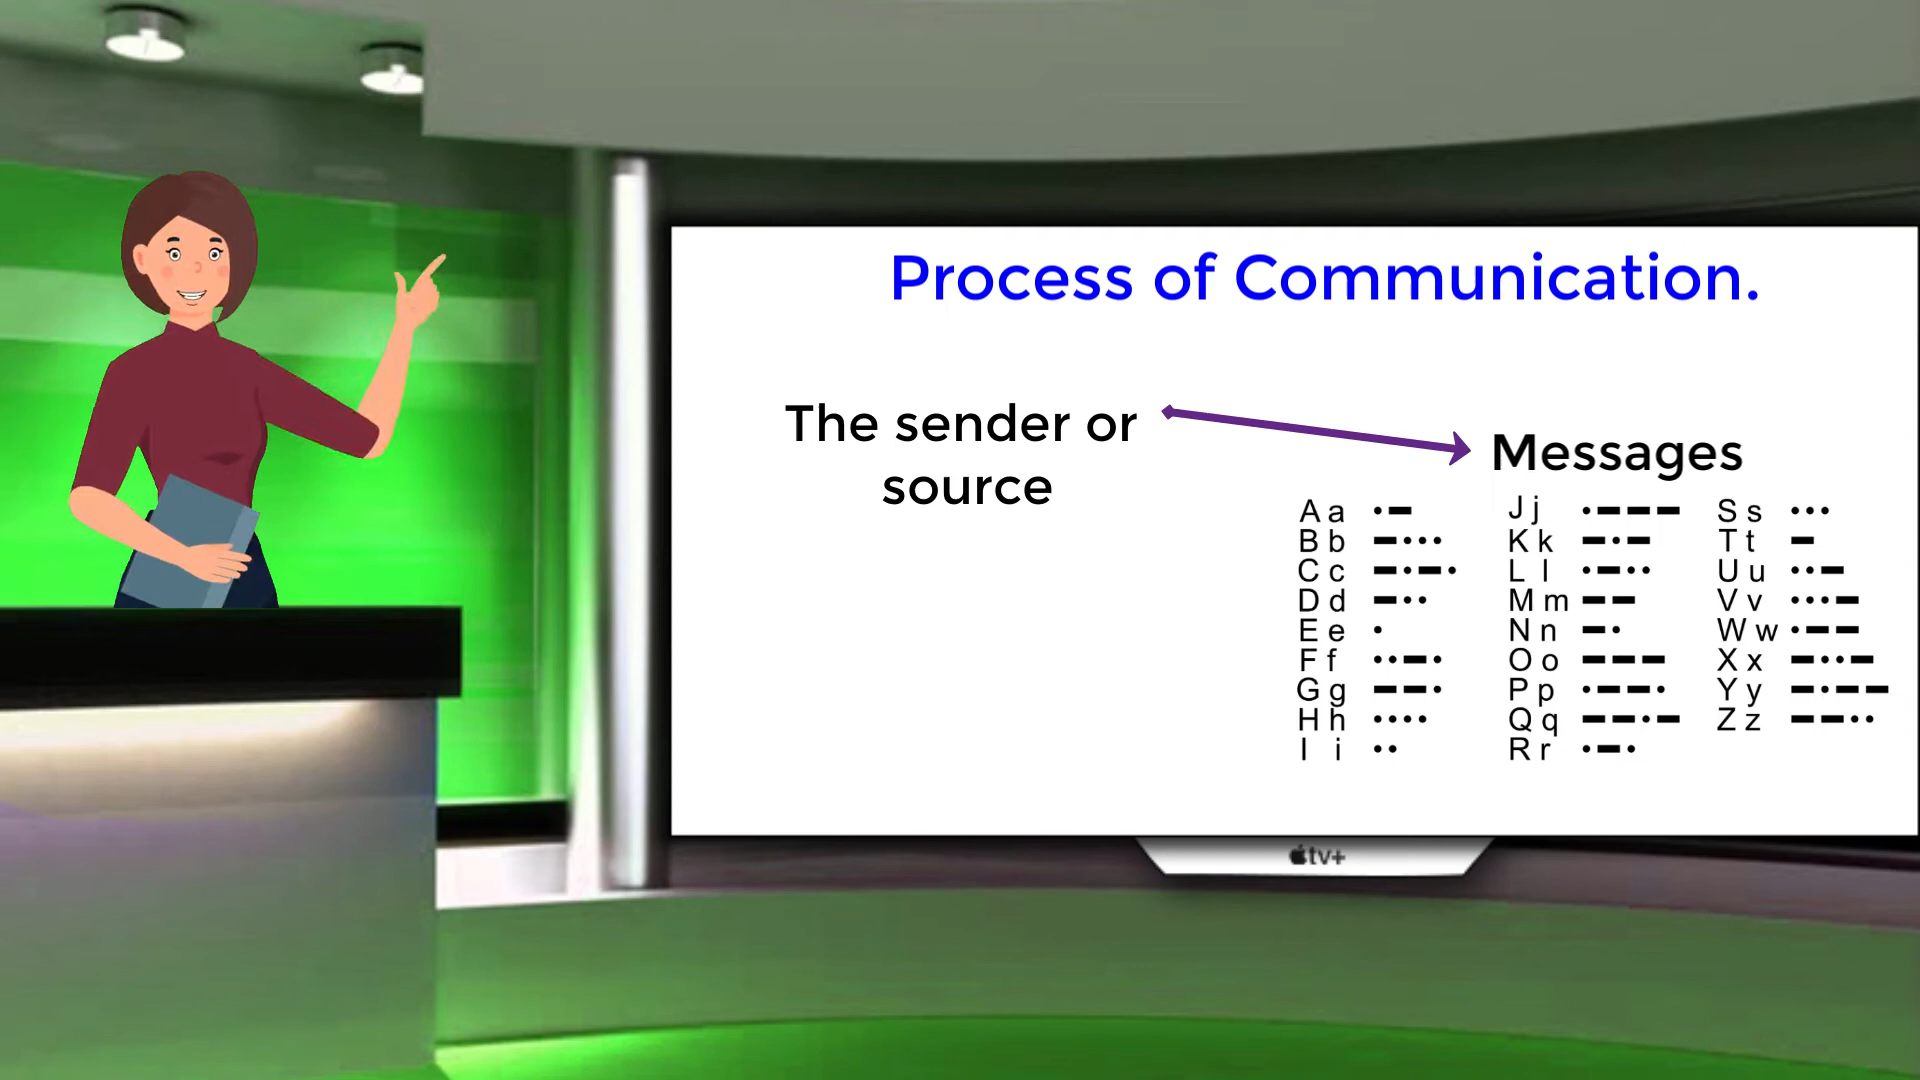 Process of Communication.
The sender or
source
Messages
A a •–
B b –•••
C c –•–•
D d –••
E e •
F f ••–•
G g ––•
H h ••••
I i ••
J j •–––
K k –•–
L l •–••
M m ––
N n –•
O o –––
P p •––•
Q q ––•–
R r •–•
S s •••
T t –
U u ••–
V v •••–
W w •––
X x –••–
Y y –•––
Z z ––••
tv+